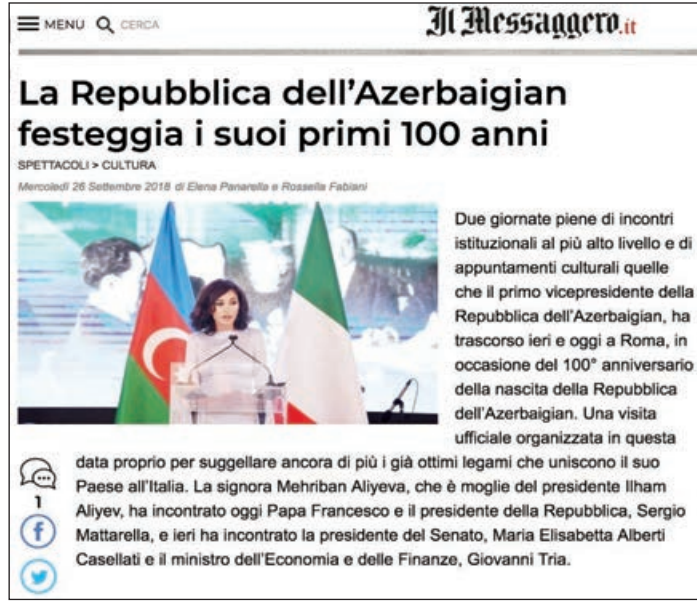 MENU CERCA Il Messaggero.it
La Repubblica dell'Azerbaigian
festeggia i suoi primi 100 anni
SPETTACOLI > CULTURA
Mercoledì 26 Settembre 2018 di Elena Panarella e Rossella Fabiani
Due giornate piene di incontri
istituzionali al più alto livello e di
appuntamenti culturali quelle
che il primo vicepresidente della
Repubblica dell'Azerbaigian, ha
trascorso ieri e oggi a Roma, in
occasione del 100° anniversario
della nascita della Repubblica
dell'Azerbaigian. Una visita
ufficiale organizzata in questa
data proprio per suggellare ancora di più i già ottimi legami che uniscono il suo
Paese all'Italia. La signora Mehriban Aliyeva, che è moglie del presidente Ilham
Aliyev, ha incontrato oggi Papa Francesco e il presidente della Repubblica, Sergio
Mattarella, e ieri ha incontrato la presidente del Senato, Maria Elisabetta Alberti
Casellati e il ministro dell'Economia e delle Finanze, Giovanni Tria.
1